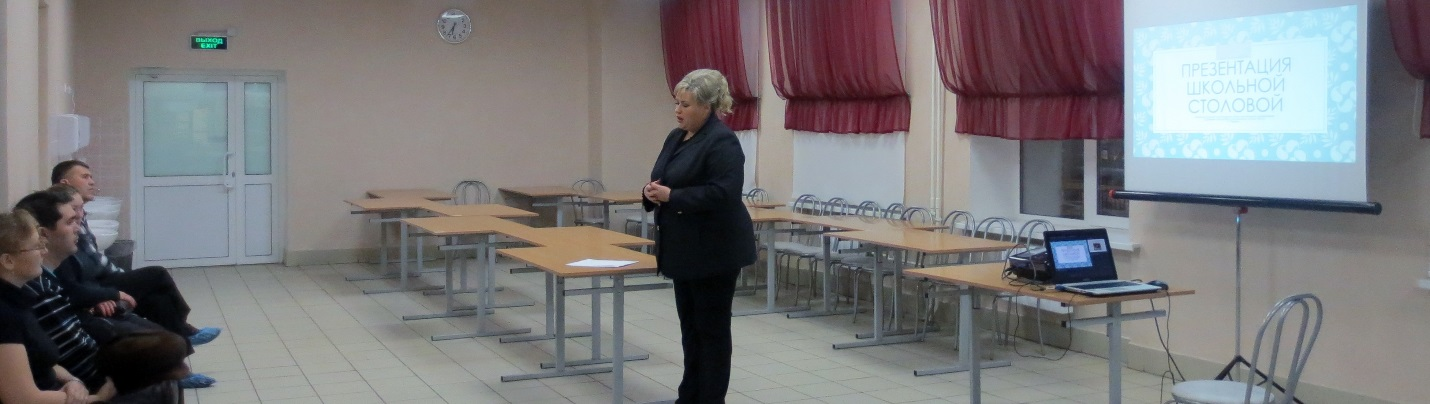 ВЫХОД
EXIT
ПРЕЗЕНТАЦИЯ
ШКОЛЬНОЙ
СТОЛОВОЙ